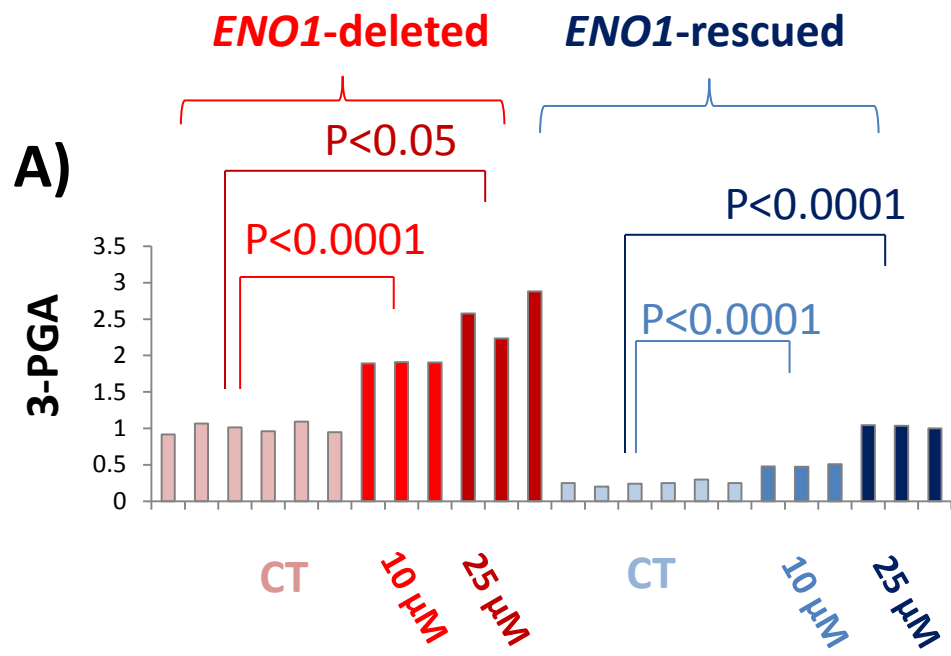 ENO1-deleted ENO1-rescued
A)
P<0.05
P<0.0001
P<0.0001
P<0.0001
3-PGA
3.5
3
2.5
2
1.5
1
0.5
0
CT 10 μM 25 μM CT 10 μM 25 μM